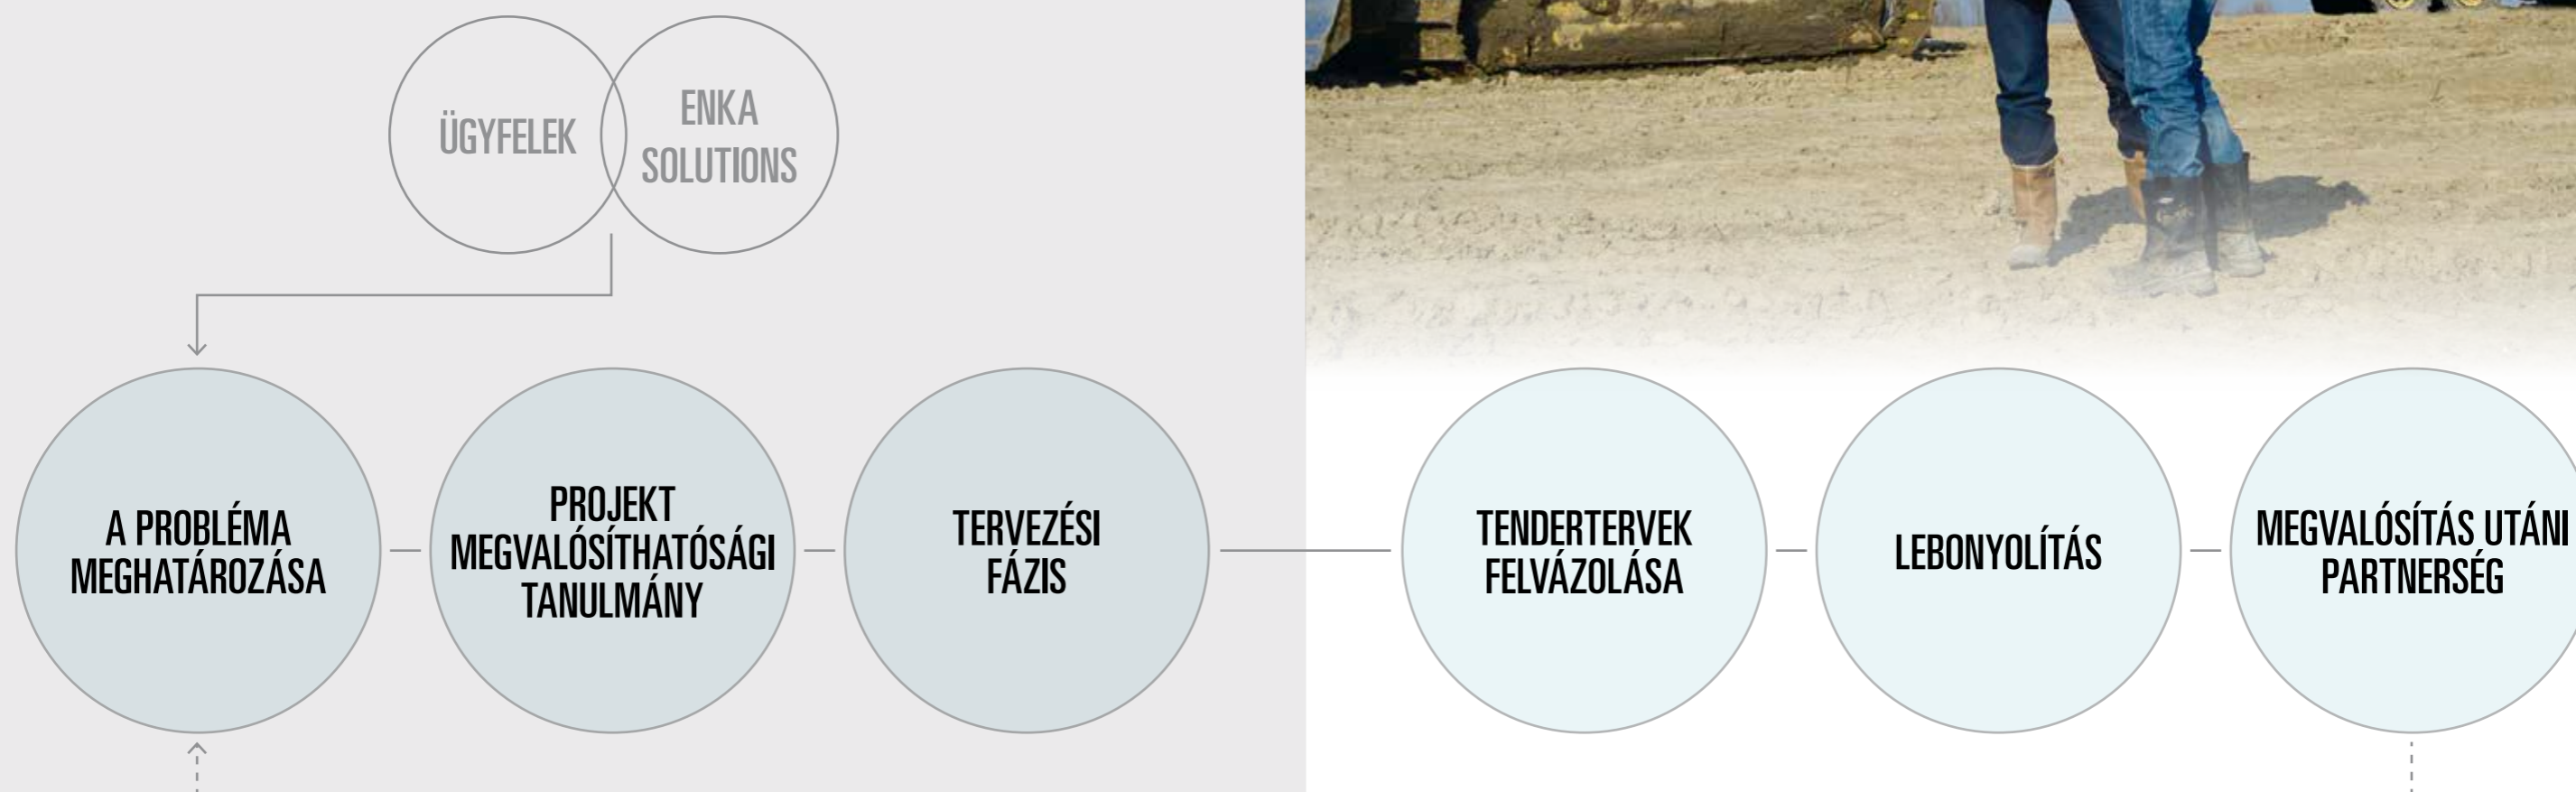 ÜGYFELEK
ENKA
SOLUTIONS
A PROBLÉMA
MEGHATÁROZÁSA
PROJEKT
MEGVALÓSÍTHATÓSÁGI
TANULMÁNY
TERVEZÉSI
FÁZIS
TENDERTERVEK
FELVÁZOLÁSA
LEBONYOLÍTÁS
MEGVALÓSÍTÁS UTÁNI
PARTNERSÉG